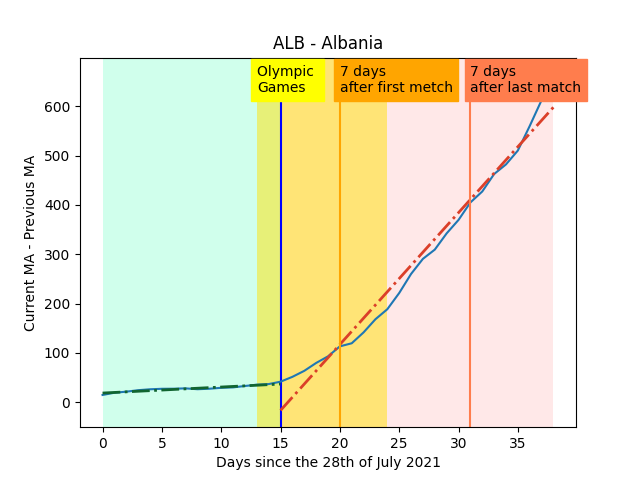 ALB - Albania
Olympic
Games
7 days
after first metch
7 days
after last match
600
500
400
300
200
100
0
Current MA - Previous MA
0 5 10 15 20 25 30 35
Days since the 28th of July 2021